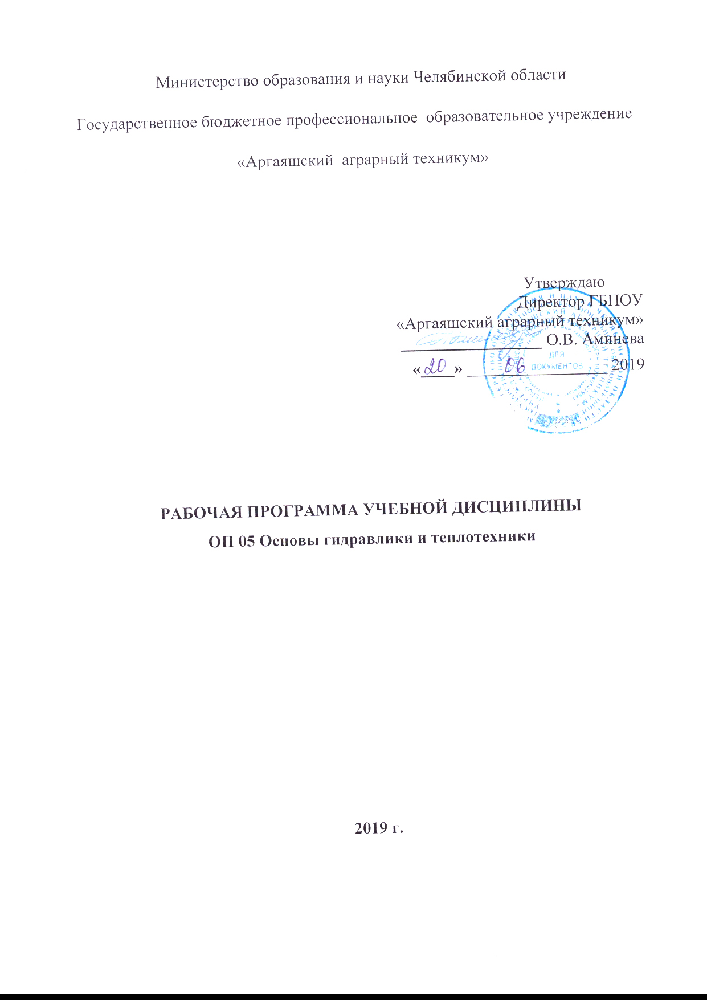 Министерство образования и науки Челябинской области
Государственное бюджетное профессиональное образовательное учреждение
«Аргаяшский аграрный техникум»
Утверждаю
Директор ГБПОУ
«Аргаяшский аграрный техникум»
О.В. Аминева
«20» 06 2019
ДЛЯ
ДОКУМЕНТОВ
РАБОЧАЯ ПРОГРАММА УЧЕБНОЙ ДИСЦИПЛИНЫ
ОП 05 Основы гидравлики и теплотехники
2019 г.